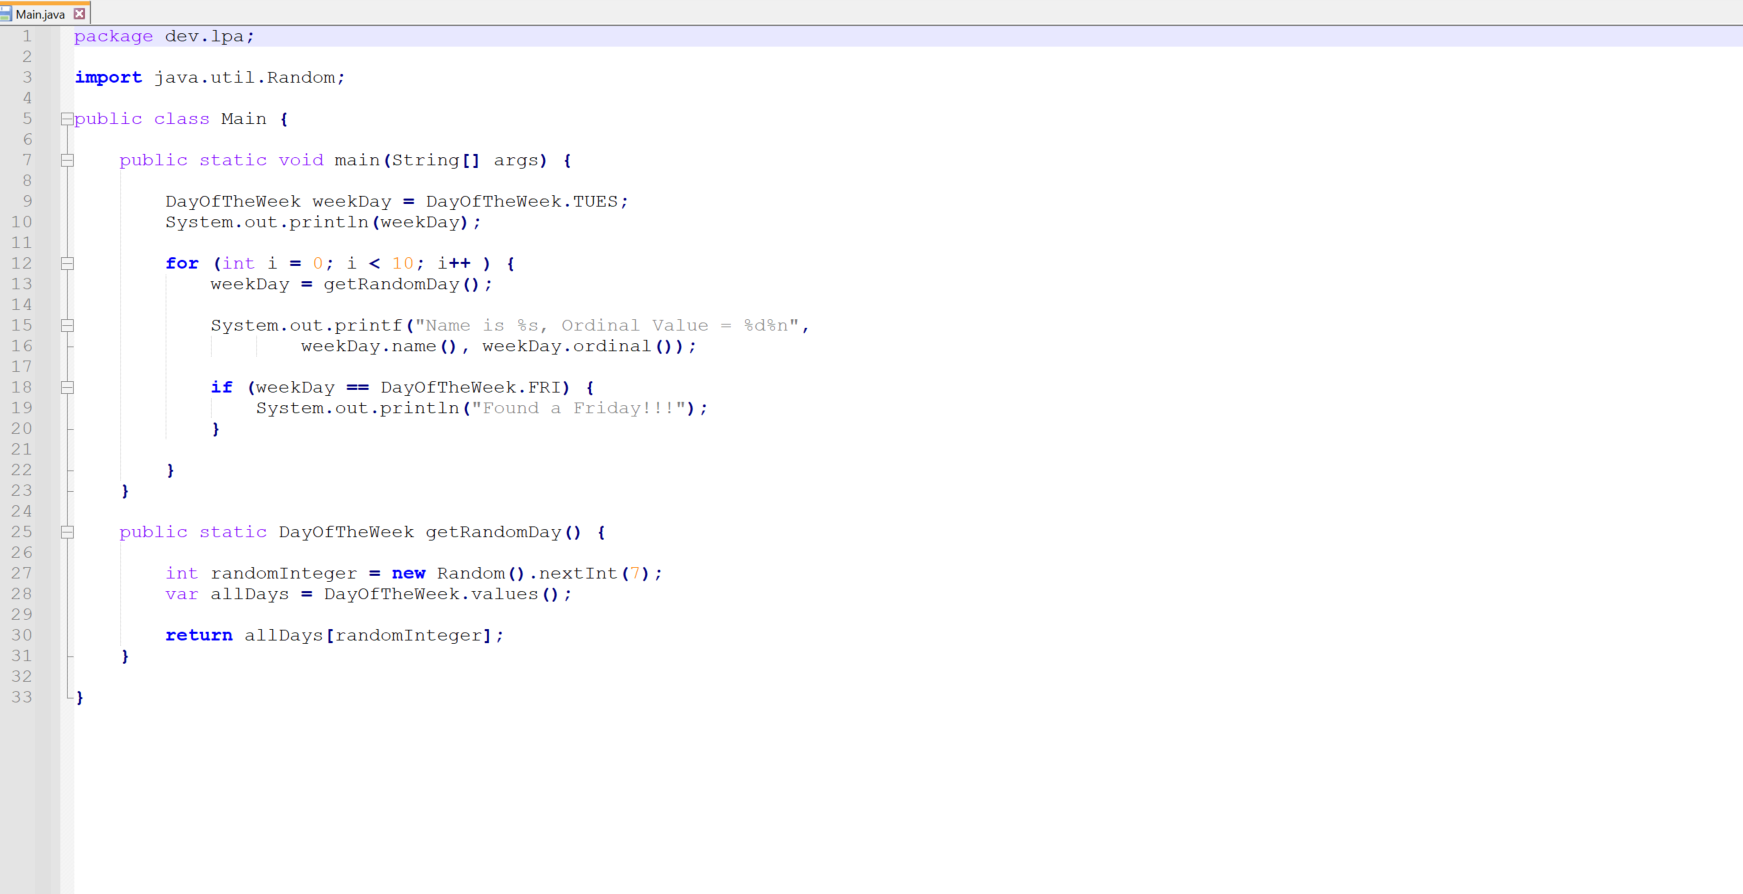 Main.java
1 package dev.lpa;
2
3 import java.util.Random;
4
5 public class Main {
6
7     public static void main(String[] args) {
8
9         DayOfTheWeek weekDay = DayOfTheWeek.TUES;
10         System.out.println(weekDay);
11
12         for (int i = 0; i < 10; i++ ) {
13             weekDay = getRandomDay();
14
15             System.out.printf("Name is %s, Ordinal Value = %d%n",
16                     weekDay.name(), weekDay.ordinal());
17
18             if (weekDay == DayOfTheWeek.FRI) {
19                 System.out.println("Found a Friday!!!");
20             }
21
22         }
23     }
24
25     public static DayOfTheWeek getRandomDay() {
26
27         int randomInteger = new Random().nextInt(7);
28         var allDays = DayOfTheWeek.values();
29
30         return allDays[randomInteger];
31     }
32
33 }